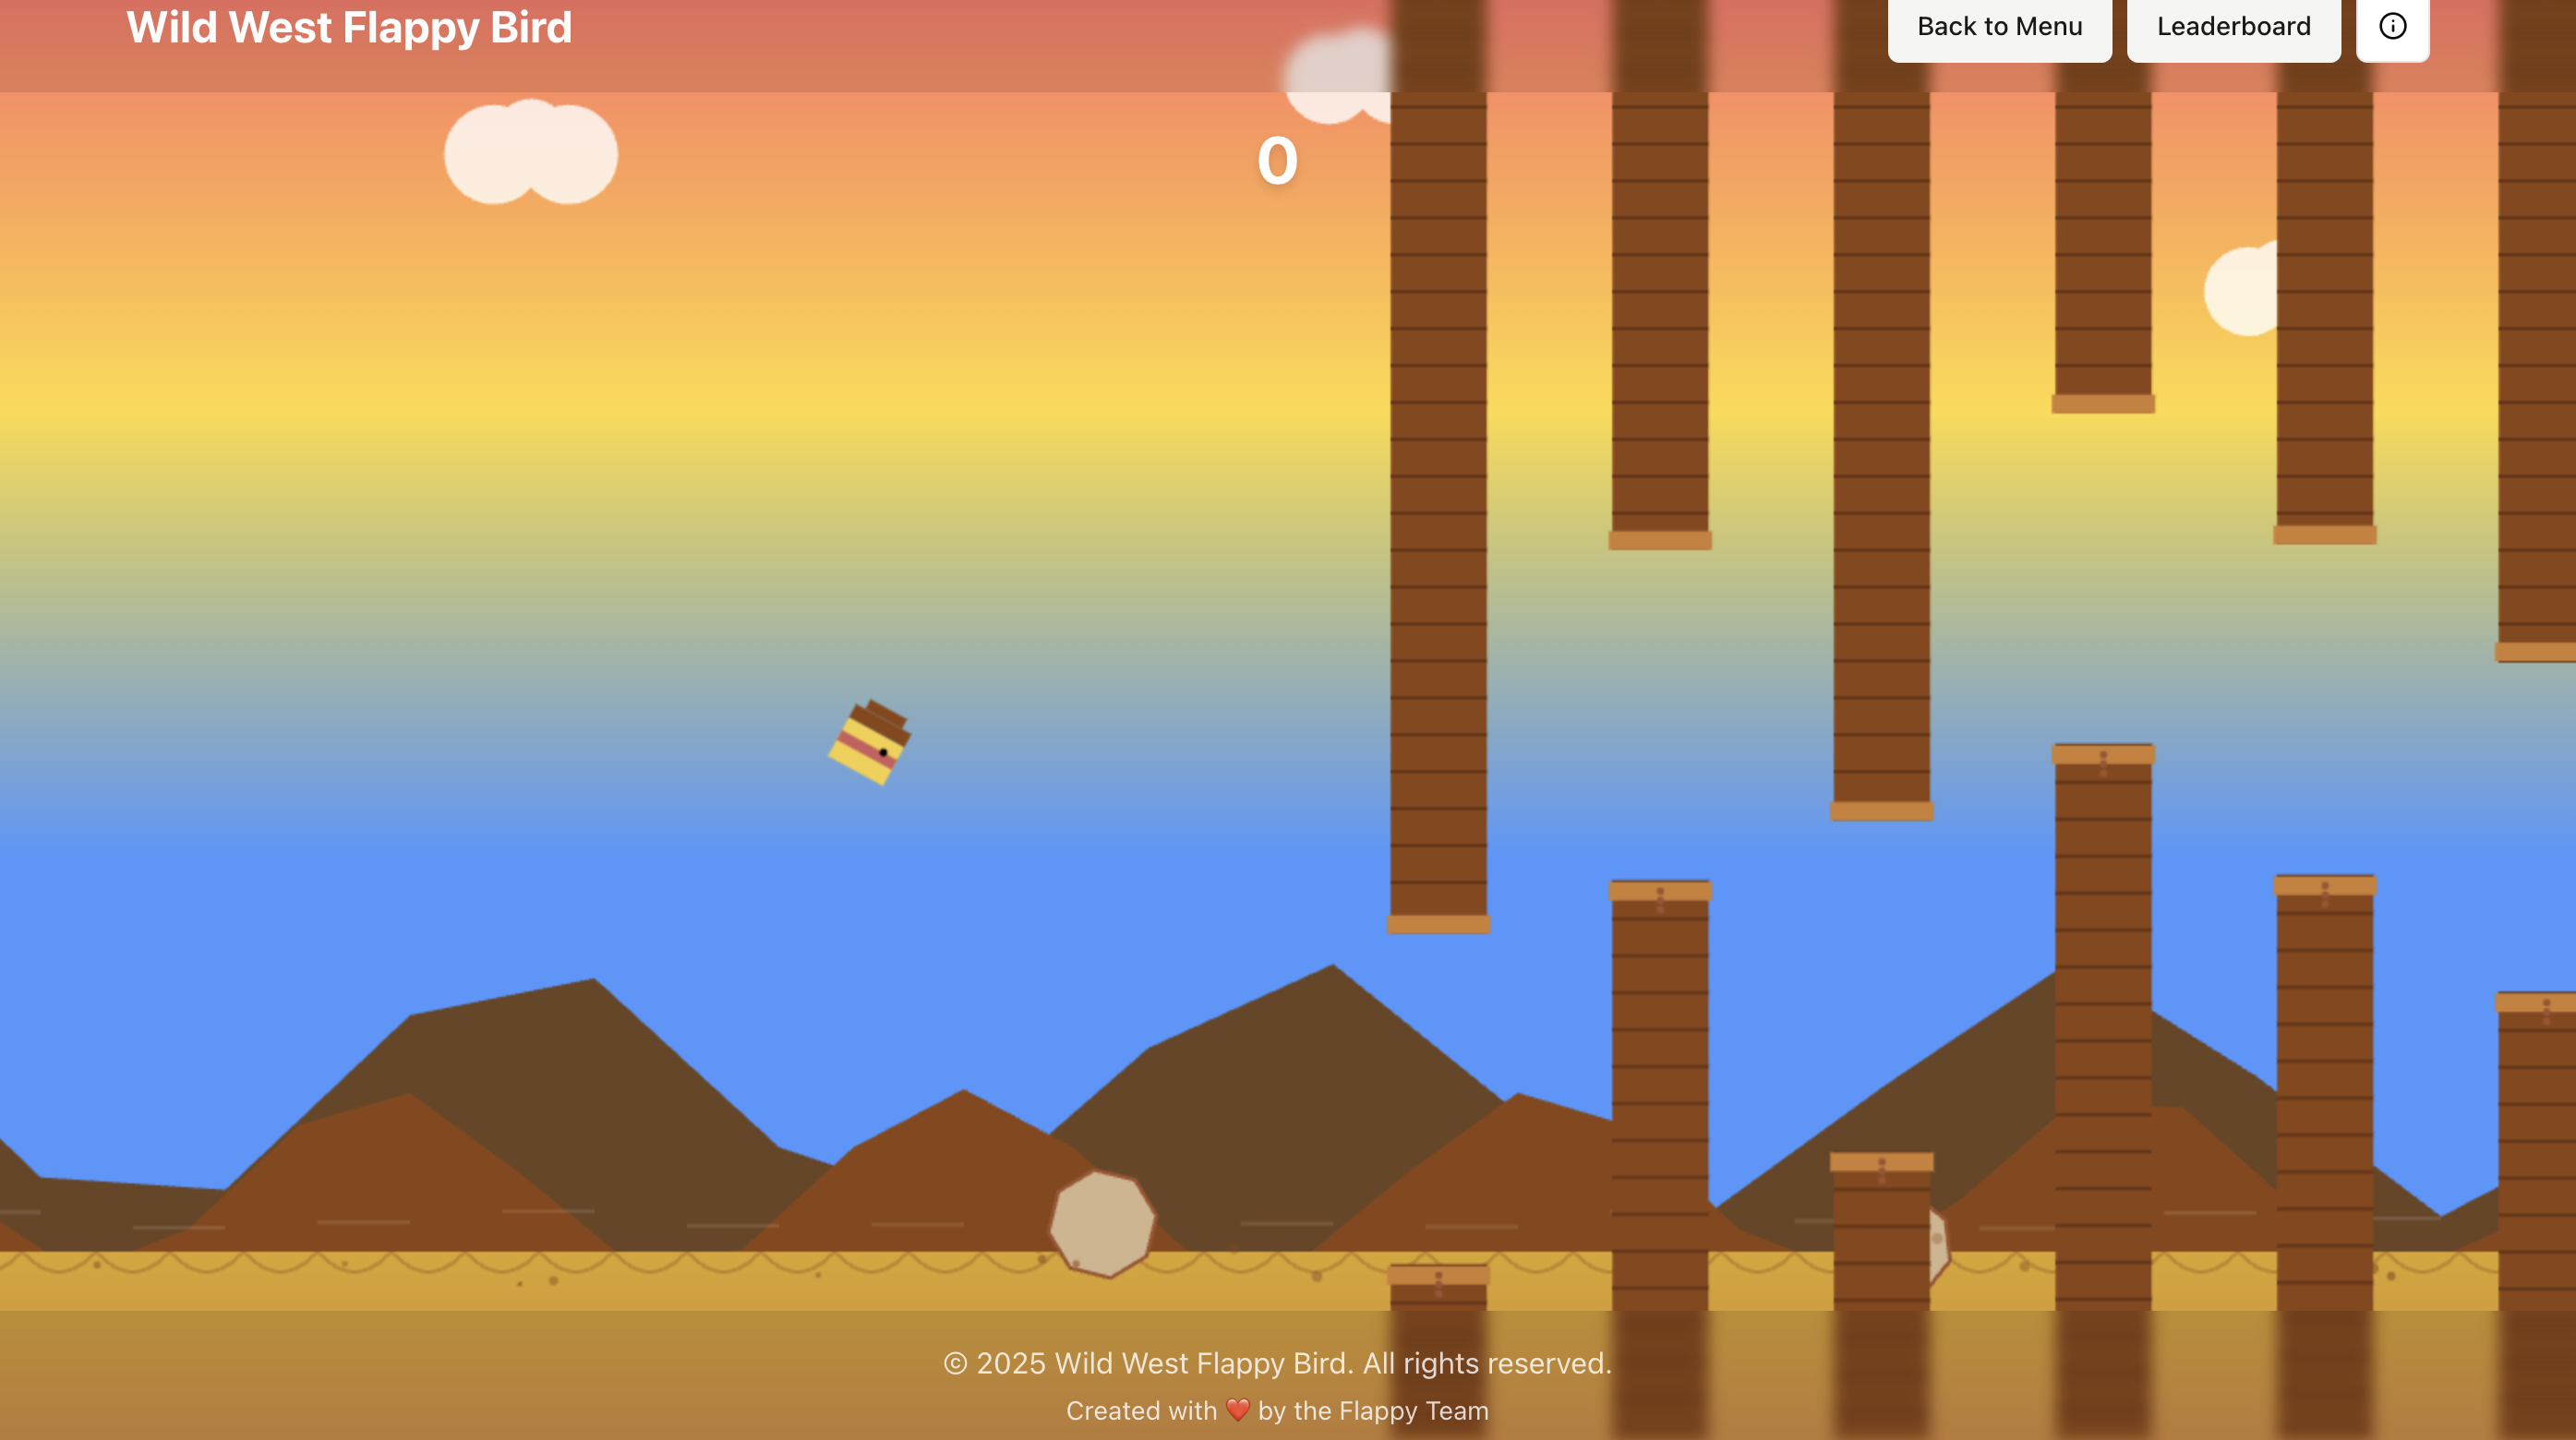 Wild West Flappy Bird
Back to Menu
Leaderboard
0
© 2025 Wild West Flappy Bird. All rights reserved.
Created with ❤️ by the Flappy Team